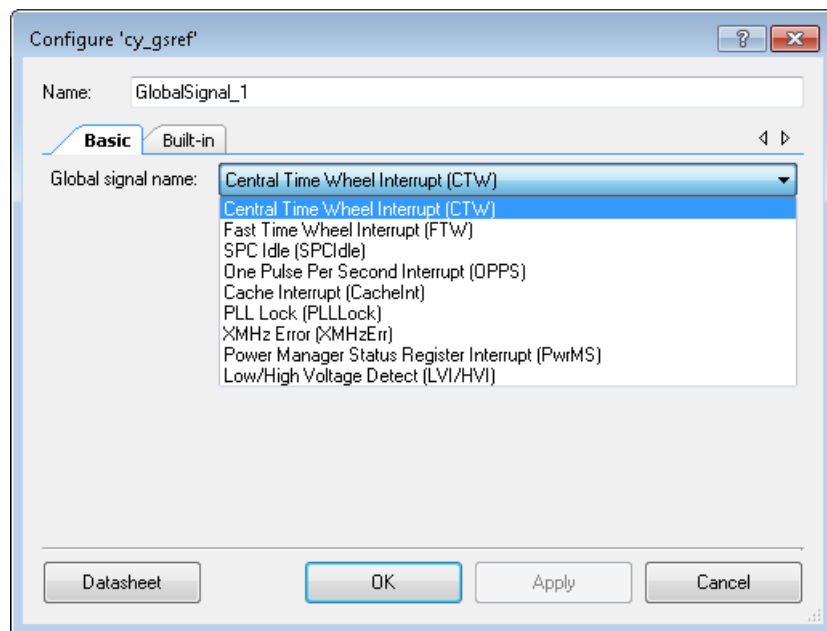 Configure 'cy_gsref'
Name: GlobalSignal_1
Basic Built-in
Global signal name: Central Time Wheel Interrupt (CTW)
Central Time Wheel Interrupt (CTW)
Fast Time Wheel Interrupt (FTW)
SPC Idle (SPCIdle)
One Pulse Per Second Interrupt (OPPS)
Cache Interrupt (CacheInt)
PLL Lock (PLLLock)
XMHz Error (XMHzErr)
Power Manager Status Register Interrupt (PwrMS)
Low/High Voltage Detect (LVI/HVI)
Datasheet OK Apply Cancel